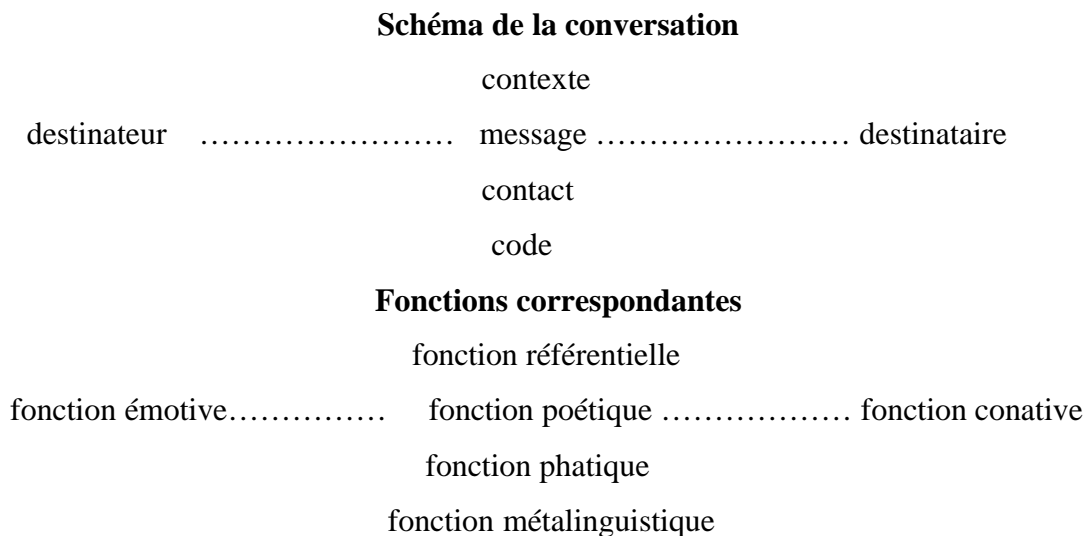 Schéma de la conversation
contexte
destinateur …………………… message …………………… destinataire
contact
code
Fonctions correspondantes
fonction référentielle
fonction émotive…………… fonction poétique ……………… fonction conative
fonction phatique
fonction métalinguistique